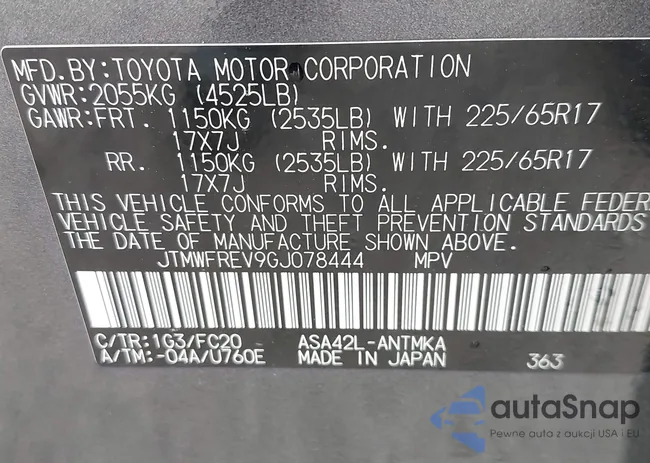 MFD.BY:TOYOTA MOTOR CORPORATION
GVWR:2055KG (4525LB)
GAWR:FRT. 1150KG (2535LB) WITH 225/65R17
17X7J RIMS.
RR. 1150KG (2535LB) WITH 225/65R17
17X7J RIMS.
THIS VEHICLE CONFORMS TO ALL APPLICABLE FEDER
VEHICLE SAFETY AND THEFT PREVENTION STANDARDS
THE DATE OF MANUFACTURE SHOWN ABOVE.
JTMWFREV9GJ078444 MPV
C/TR:1G3/FC20 ASA42L-ANTMKA
A/TM:-04A/U760E MADE IN JAPAN 363
autaSnap
Pewne auta z aukcji USA i EU